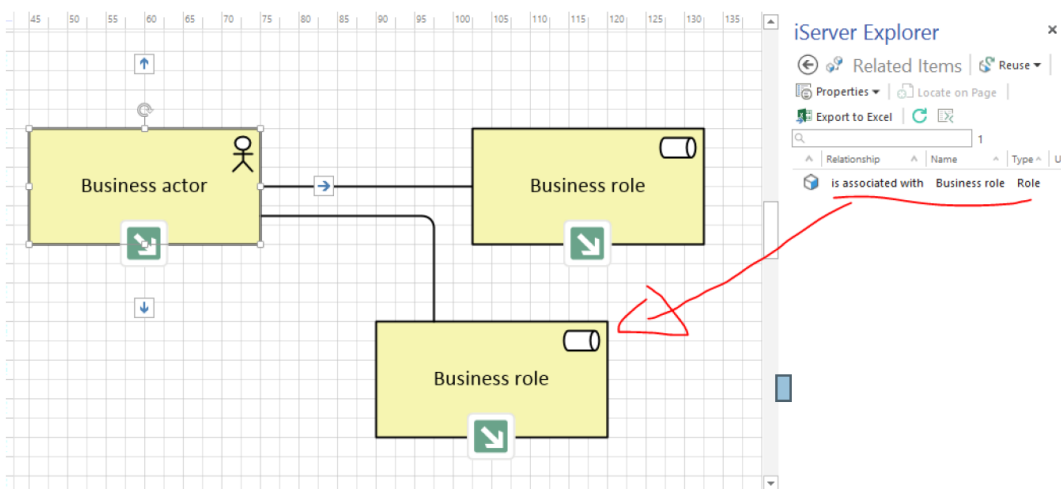 45 50 55 60 65 70 75 80 85 90 95 100 105 110 115 120 125 130 135
iServer Explorer
Related Items Reuse
Properties Locate on Page
Export to Excel
1
Relationship Name Type U
is associated with Business role Role
Business actor
Business role
Business role